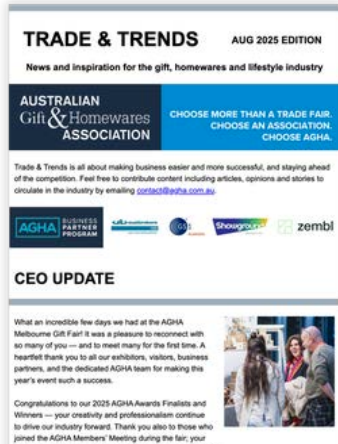 TRADE & TRENDS
AUG 2025 EDITION
News and inspiration for the gift, homewares and lifestyle industry
AUSTRALIAN
Gift & Homewares
ASSOCIATION
CHOOSE MORE THAN A TRADE FAIR.
CHOOSE AN ASSOCIATION.
CHOOSE AGHA.
Trade & Trends is all about making business easier and more successful, and staying ahead
of the competition. Feel free to contribute content including articles, opinions and stories to
circulate in the industry by emailing contact@agha.com.au.
AGHA BUSINESS
PARTNER
PROGRAM
GS1
Showground
zembl
CEO UPDATE
What an incredible few days we had at the AGHA
Melbourne Gift Fair! It was a pleasure to reconnect with
so many of you — and to meet many for the first time. A
heartfelt thank you to all our exhibitors, visitors, business
partners, and the dedicated AGHA team for making this
year's event such a success.
Congratulations to our 2025 AGHA Awards Finalists and
Winners — your creativity and professionalism continue
to drive our industry forward. Thank you also to those who
joined the AGHA Members' Meeting during the fair; your